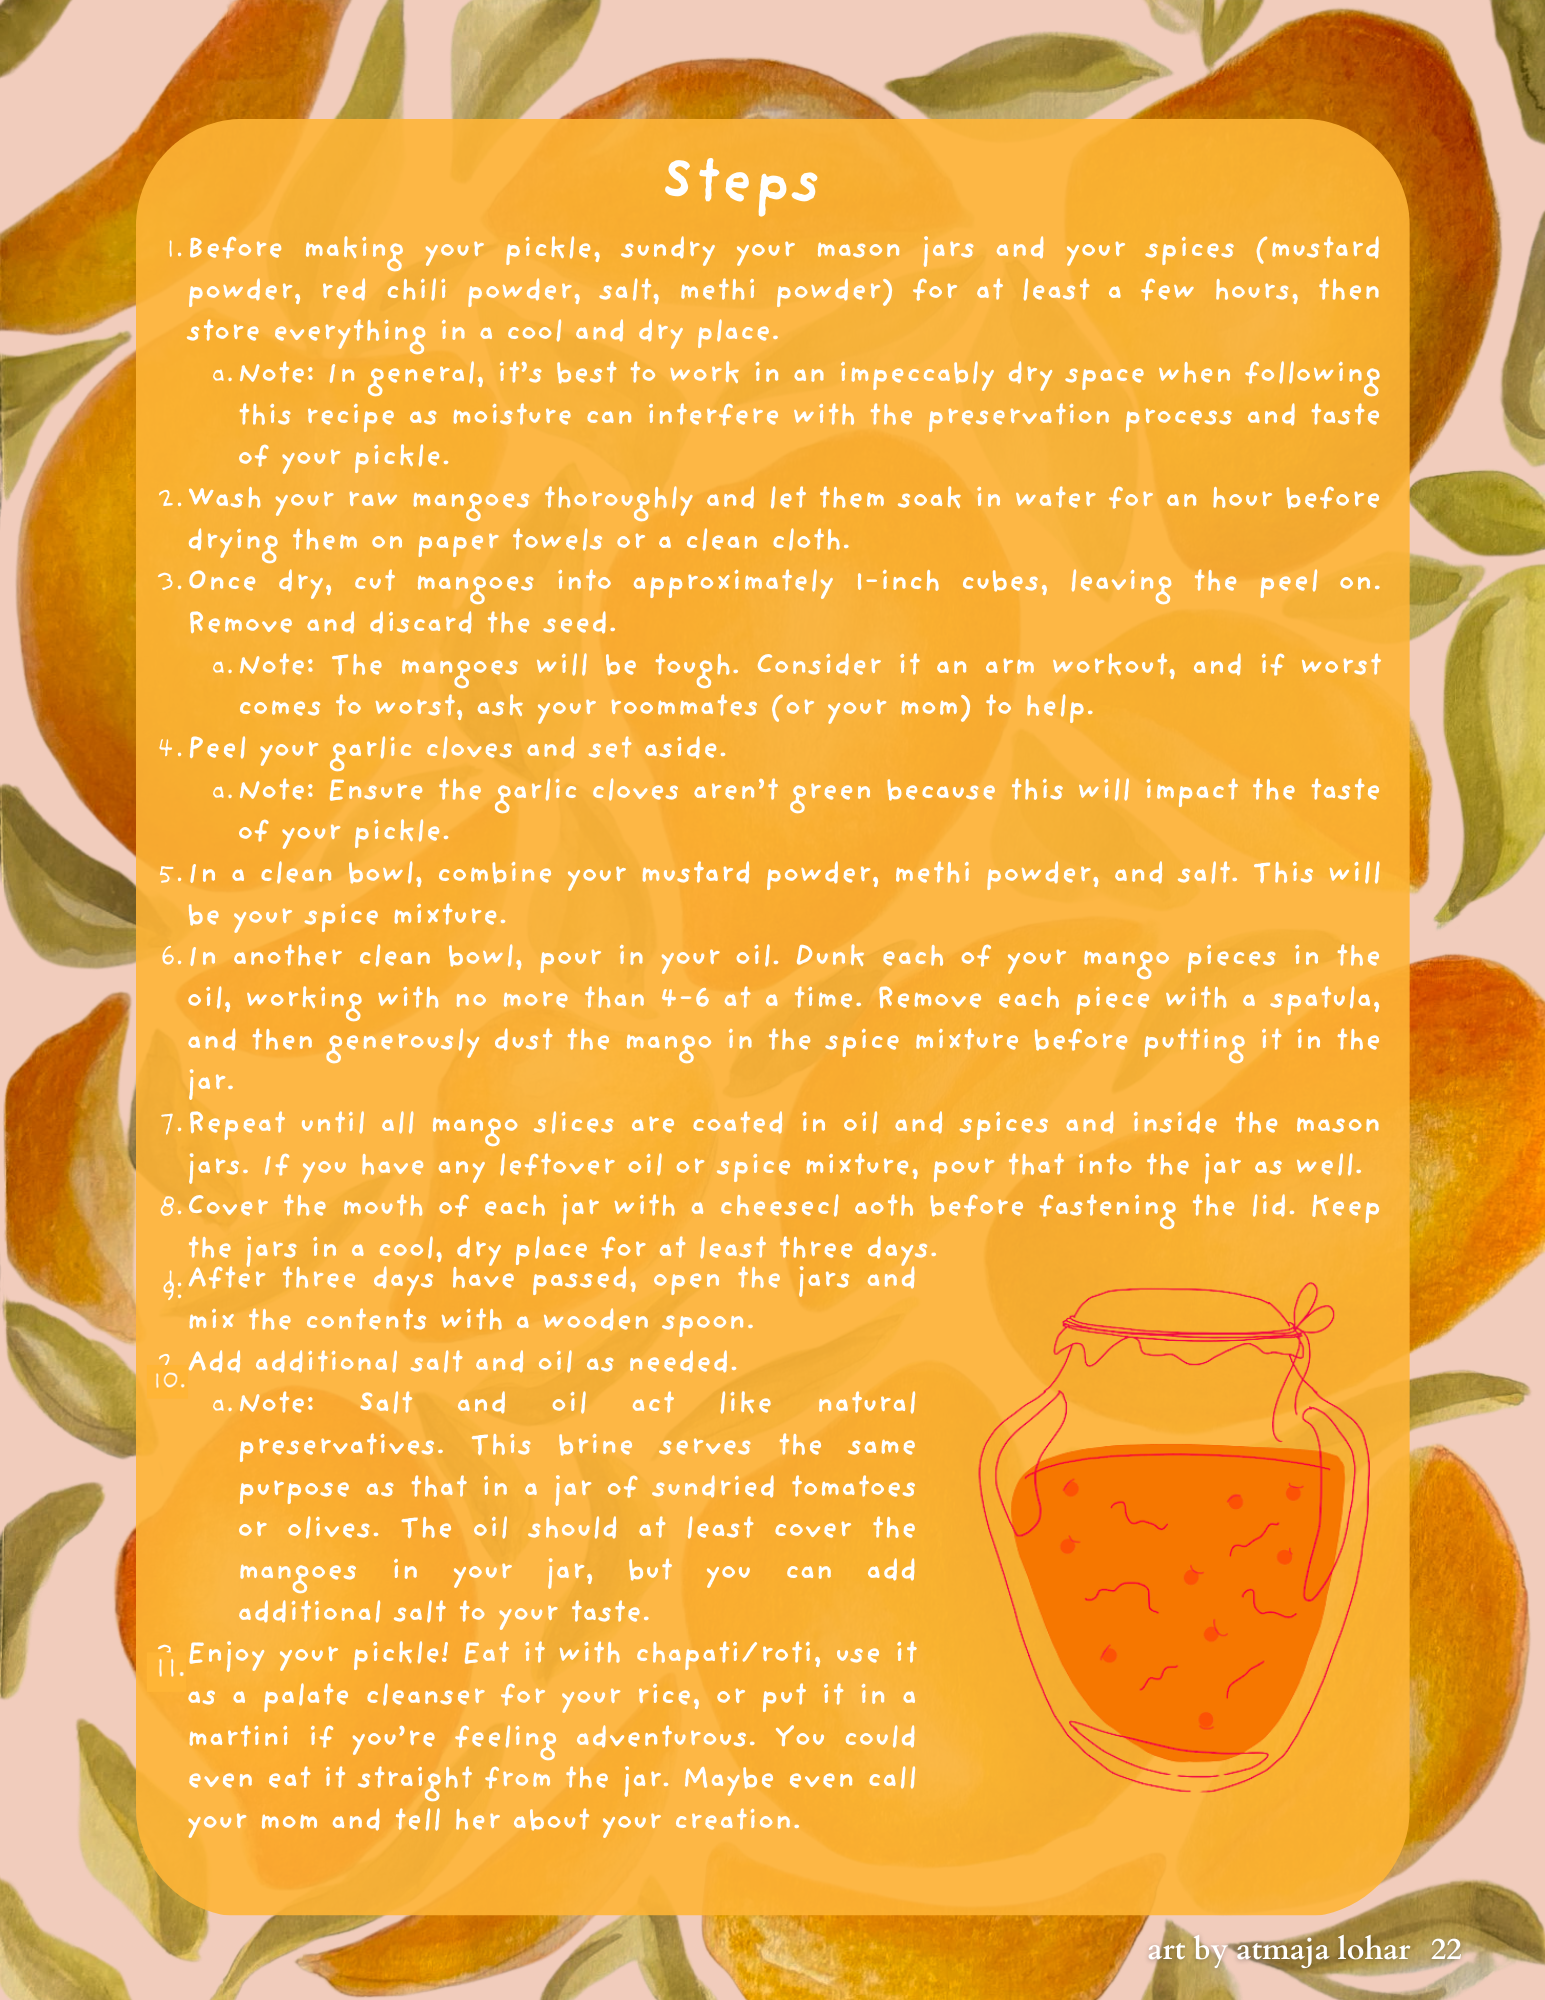 Steps
1. Before making your pickle, sundry your mason jars and your spices (mustard
powder, red chili powder, salt, methi powder) for at least a few hours, then
store everything in a cool and dry place.
a. Note: In general, it's best to work in an impeccably dry space when following
this recipe as moisture can interfere with the preservation process and taste
of your pickle.
2. Wash your raw mangoes thoroughly and let them soak in water for an hour before
drying them on paper towels or a clean cloth.
3. Once dry, cut mangoes into approximately 1-inch cubes, leaving the peel on.
Remove and discard the seed.
a. Note: The mangoes will be tough. Consider it an arm workout, and if worst
comes to worst, ask your roommates (or your mom) to help.
4. Peel your garlic cloves and set aside.
a. Note: Ensure the garlic cloves aren't green because this will impact the taste
of your pickle.
5. In a clean bowl, combine your mustard powder, methi powder, and salt. This will
be your spice mixture.
6. In another clean bowl, pour in your oil. Dunk each of your mango pieces in the
oil, working with no more than 4-6 at a time. Remove each piece with a spatula,
and then generously dust the mango in the spice mixture before putting it in the
jar.
7. Repeat until all mango slices are coated in oil and spices and inside the mason
jars. If you have any leftover oil or spice mixture, pour that into the jar as well.
8. Cover the mouth of each jar with a cheesecl aoth before fastening the lid. Keep
the jars in a cool, dry place for at least three days.
9. After three days have passed, open the jars and
mix the contents with a wooden spoon.
10. Add additional salt and oil as needed.
a. Note: Salt and oil act like natural
preservatives. This brine serves the same
purpose as that in a jar of sundried tomatoes
or olives. The oil should at least cover the
mangoes in your jar, but you can add
additional salt to your taste.
11. Enjoy your pickle! Eat it with chapati/roti, use it
as a palate cleanser for your rice, or put it in a
martini if you're feeling adventurous. You could
even eat it straight from the jar. Maybe even call
your mom and tell her about your creation.
art by atmaja lohar 22